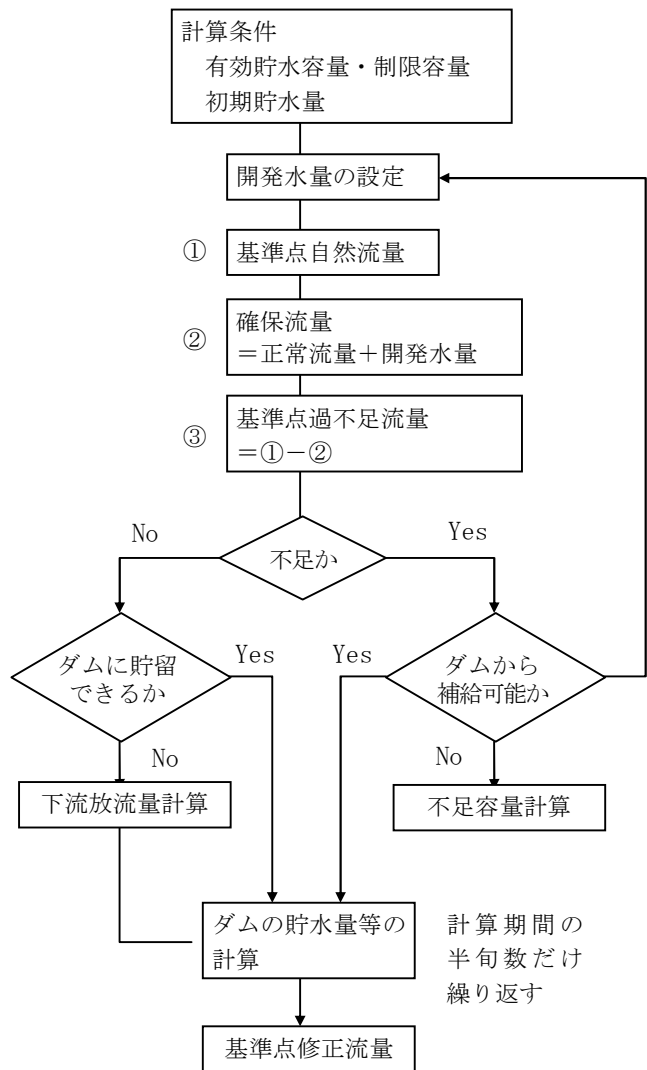 計算条件
有効貯水容量・制限容量
初期貯水量
開発水量の設定
①
基準点自然流量
②
確保流量
=正常流量+開発水量
③
基準点過不足流量
=①-②
No
不足か
Yes
ダムに貯留
できるか
Yes
Yes
ダムから
補給可能か
No
No
下流放流量計算
不足容量計算
ダムの貯水量等の
計算
計算期間の
半旬数だけ
繰り返す
基準点修正流量